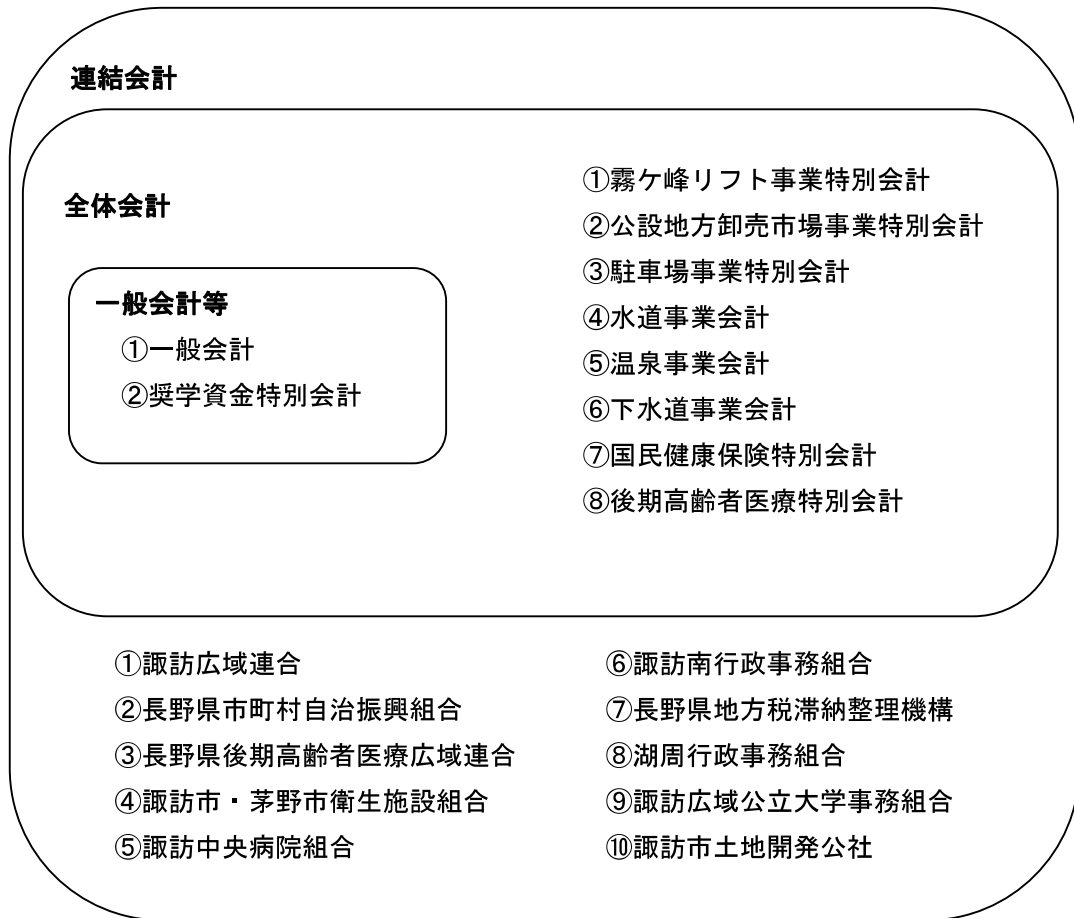 連結会計
全体会計
一般会計等
①一般会計
②奨学資金特別会計
①霧ケ峰リフト事業特別会計
②公設地方卸売市場事業特別会計
③駐車場事業特別会計
④水道事業会計
⑤温泉事業会計
⑥下水道事業会計
⑦国民健康保険特別会計
⑧後期高齢者医療特別会計
①諏訪広域連合
②長野県市町村自治振興組合
③長野県後期高齢者医療広域連合
④諏訪市・茅野市衛生施設組合
⑤諏訪中央病院組合
⑥諏訪南行政事務組合
⑦長野県地方税滞納整理機構
⑧湖周行政事務組合
⑨諏訪広域公立大学事務組合
⑩諏訪市土地開発公社